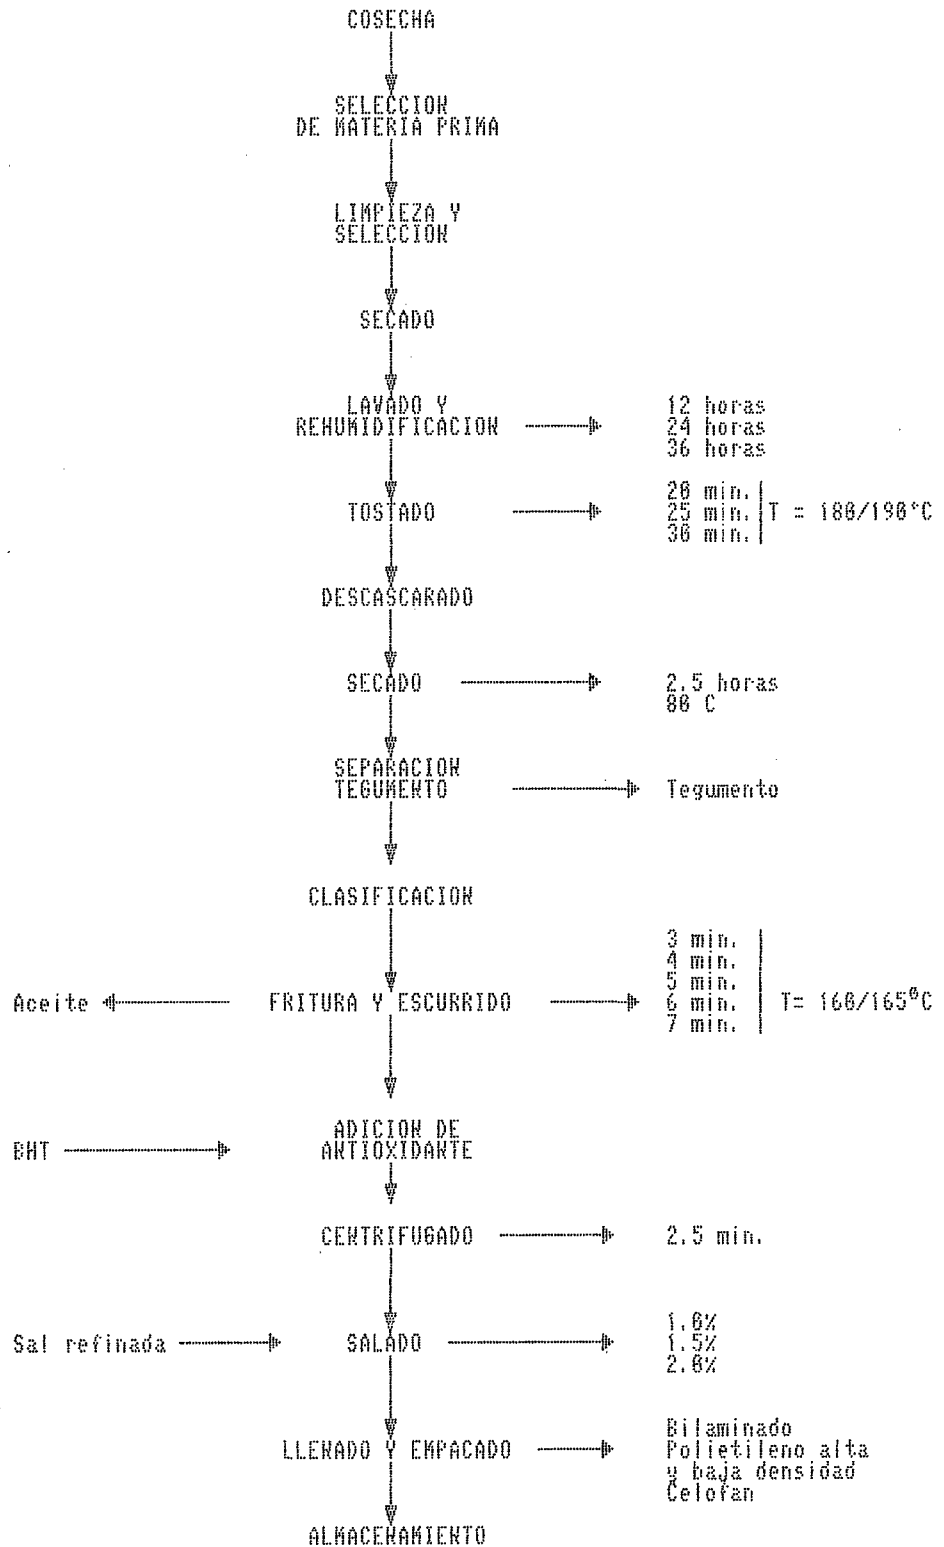 COSECHA
SELECCION
DE MATERIA PRIMA
LIMPIEZA Y
SELECCION
SECADO
LAVADO Y
REHUMIDIFICACION
12 horas
24 horas
36 horas
TOSTADO
20 min.
25 min.
30 min.
T = 180/190°C
DESCASCARADO
SECADO
2.5 horas
80 C
SEPARACION
TEGUMENTO
Tegumento
CLASIFICACION
Aceite
FRITURA Y ESCURRIDO
3 min.
4 min.
5 min.
6 min.
7 min.
T= 160/165°C
BHT
ADICION DE
ANTIOXIDANTE
CENTRIFUGADO
2.5 min.
Sal refinada
SALADO
1.0%
1.5%
2.0%
LLENADO Y EMPACADO
Bilaminado
Polietileno alta
y baja densidad
Celofan
ALMACENAMIENTO